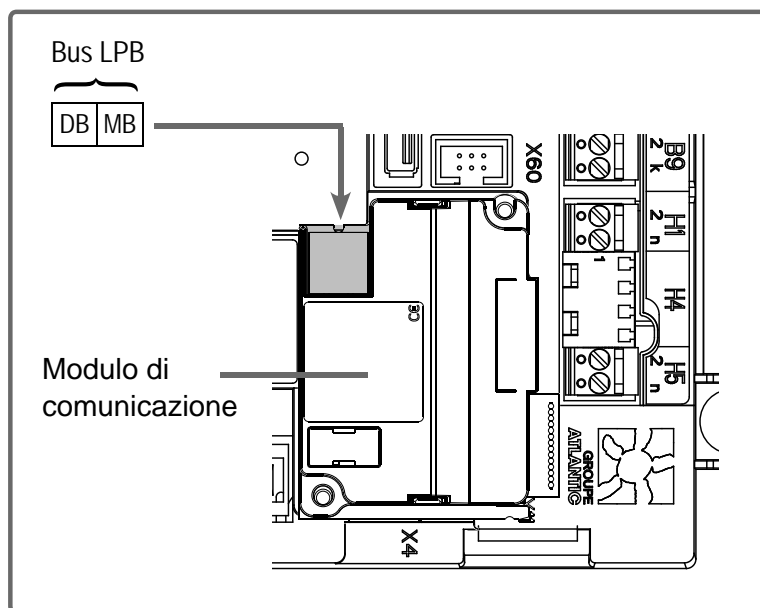 Bus LPB
DB MB
X60
B9
2 k
H1
2 n
1
H4
H5
2 n
Modulo di
comunicazione
CE
GROUPE
ATLANTIC
X4